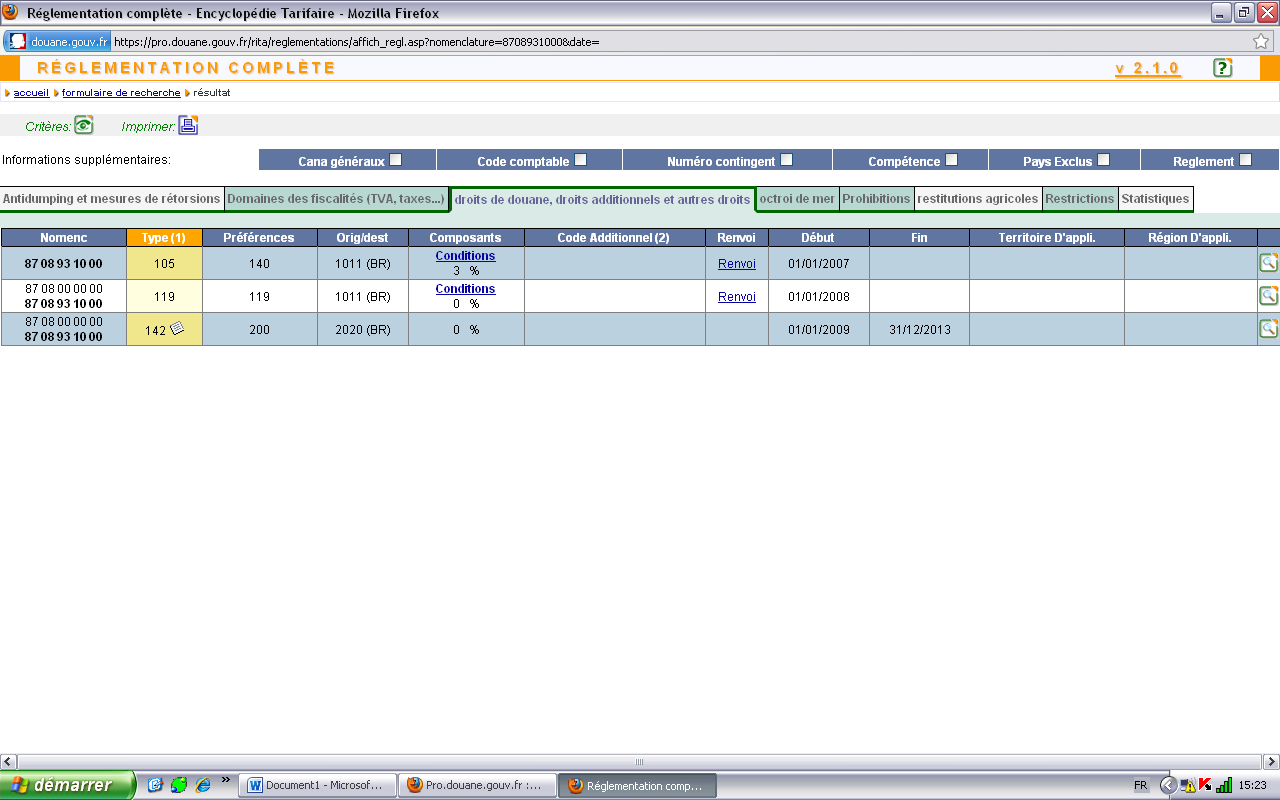 Réglementation complète - Encyclopédie Tarifaire - Mozilla Firefox
douane.gouv.fr https://pro.douane.gouv.fr/rita/reglementations/affich_regl.asp?nomenclature=8708931000&date=
RÉGLEMENTATION COMPLÈTE v 2.1.0 ?
accueil formulaire de recherche résultat
Critères: Imprimer:
Informations supplémentaires: Cana généraux Code comptable Numéro contingent Compétence Pays Exclus Reglement
Antidumping et mesures de rétorsions Domaines des fiscalités (TVA, taxes...) droits de douane, droits additionnels et autres droits octroi de mer Prohibitions restitutions agricoles Restrictions Statistiques
Nomenc Type (1) Préférences Orig/dest Composants Code Additionnel (2) Renvoi Début Fin Territoire D'appli. Région D'appli.
87 08 93 10 00 105 140 1011 (BR) Conditions Renvoi 01/01/2007
3 %
87 08 00 00 00 Conditions
87 08 93 10 00 119 119 1011 (BR) 0 % Renvoi 01/01/2008
87 08 00 00 00
87 08 93 10 00 142 200 2020 (BR) 0 % 01/01/2009 31/12/2013
démarrer » Document1 - Microsof... Pro.douane.gouv.fr :... Réglementation comp... FR 15:23